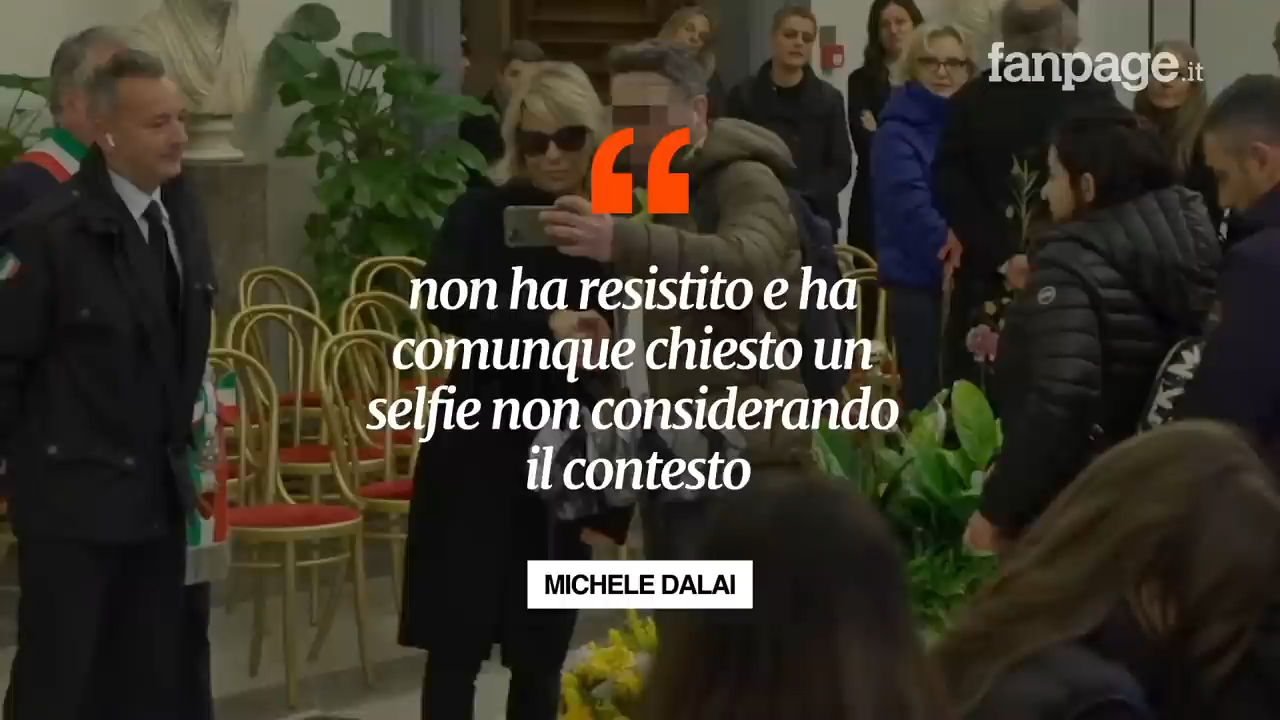 fanpage.it
“
non ha resistito e ha
comunque chiesto un
selfie non considerando
il contesto
MICHELE DALAI